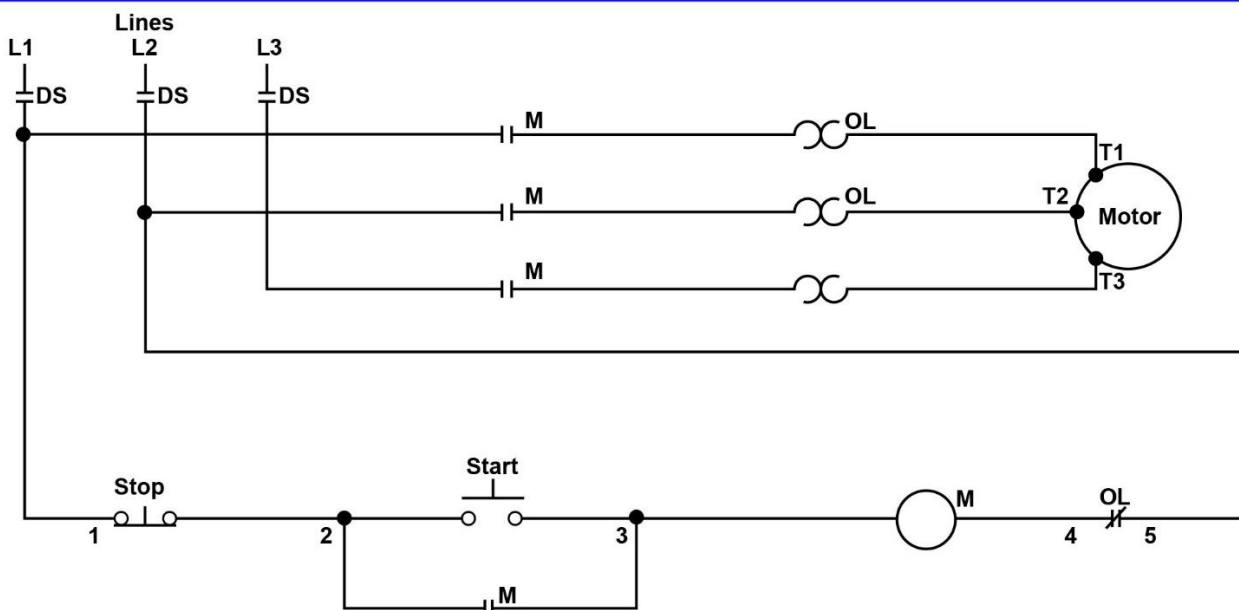 Lines
L1 L2 L3
DS DS DS
M OL
T1
M OL T2 Motor
M
T3
Start
Stop M OL
1 2 3 4 5
M